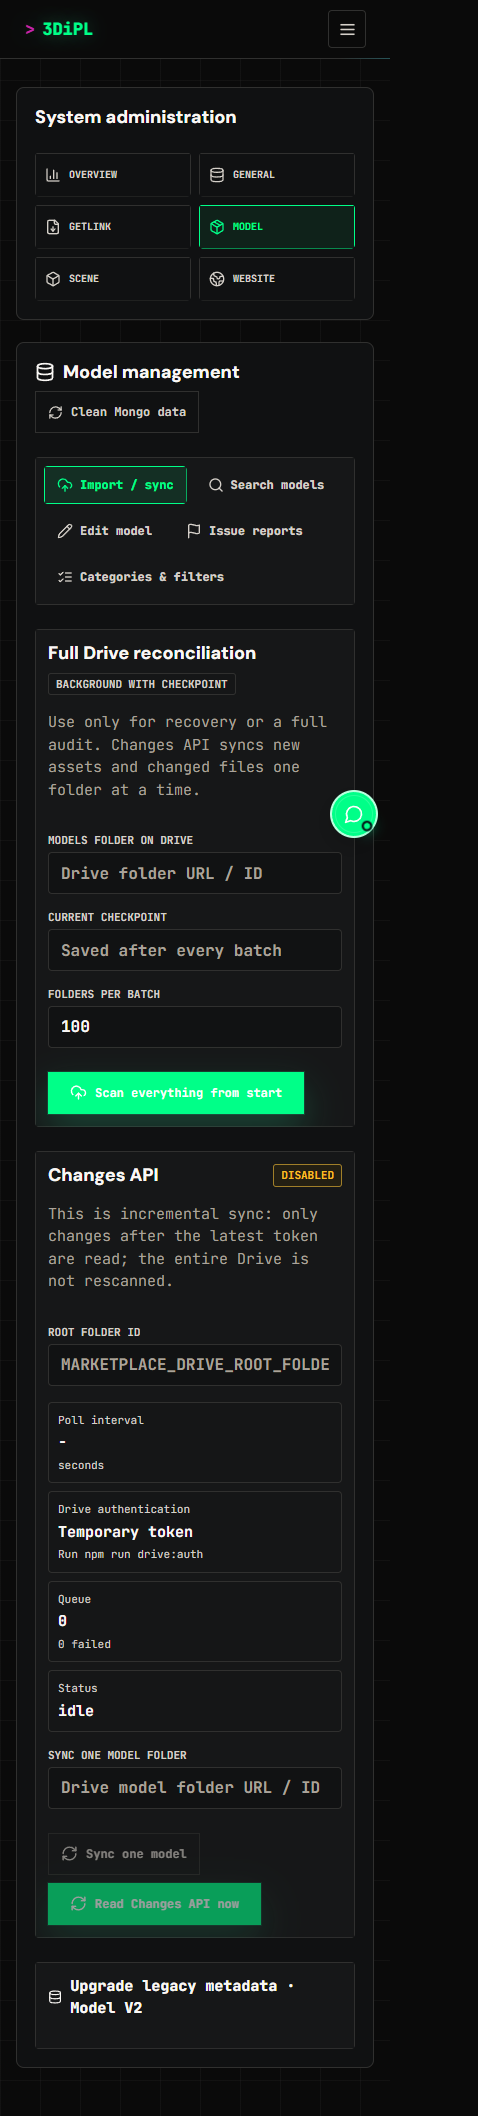 > 3DiPL
System administration
OVERVIEW
GENERAL
GETLINK
MODEL
SCENE
WEBSITE
Model management
Clean Mongo data
Import / sync
Search models
Edit model
Issue reports
Categories & filters
Full Drive reconciliation
BACKGROUND WITH CHECKPOINT
Use only for recovery or a full
audit. Changes API syncs new
assets and changed files one
folder at a time.
MODELS FOLDER ON DRIVE
Drive folder URL / ID
CURRENT CHECKPOINT
Saved after every batch
FOLDERS PER BATCH
100
Scan everything from start
Changes API
DISABLED
This is incremental sync: only
changes after the latest token
are read; the entire Drive is
not rescanned.
ROOT FOLDER ID
MARKETPLACE_DRIVE_ROOT_FOLDE
Poll interval
-
seconds
Drive authentication
Temporary token
Run npm run drive:auth
Queue
0
0 failed
Status
idle
SYNC ONE MODEL FOLDER
Drive model folder URL / ID
Sync one model
Read Changes API now
Upgrade legacy metadata ·
Model V2